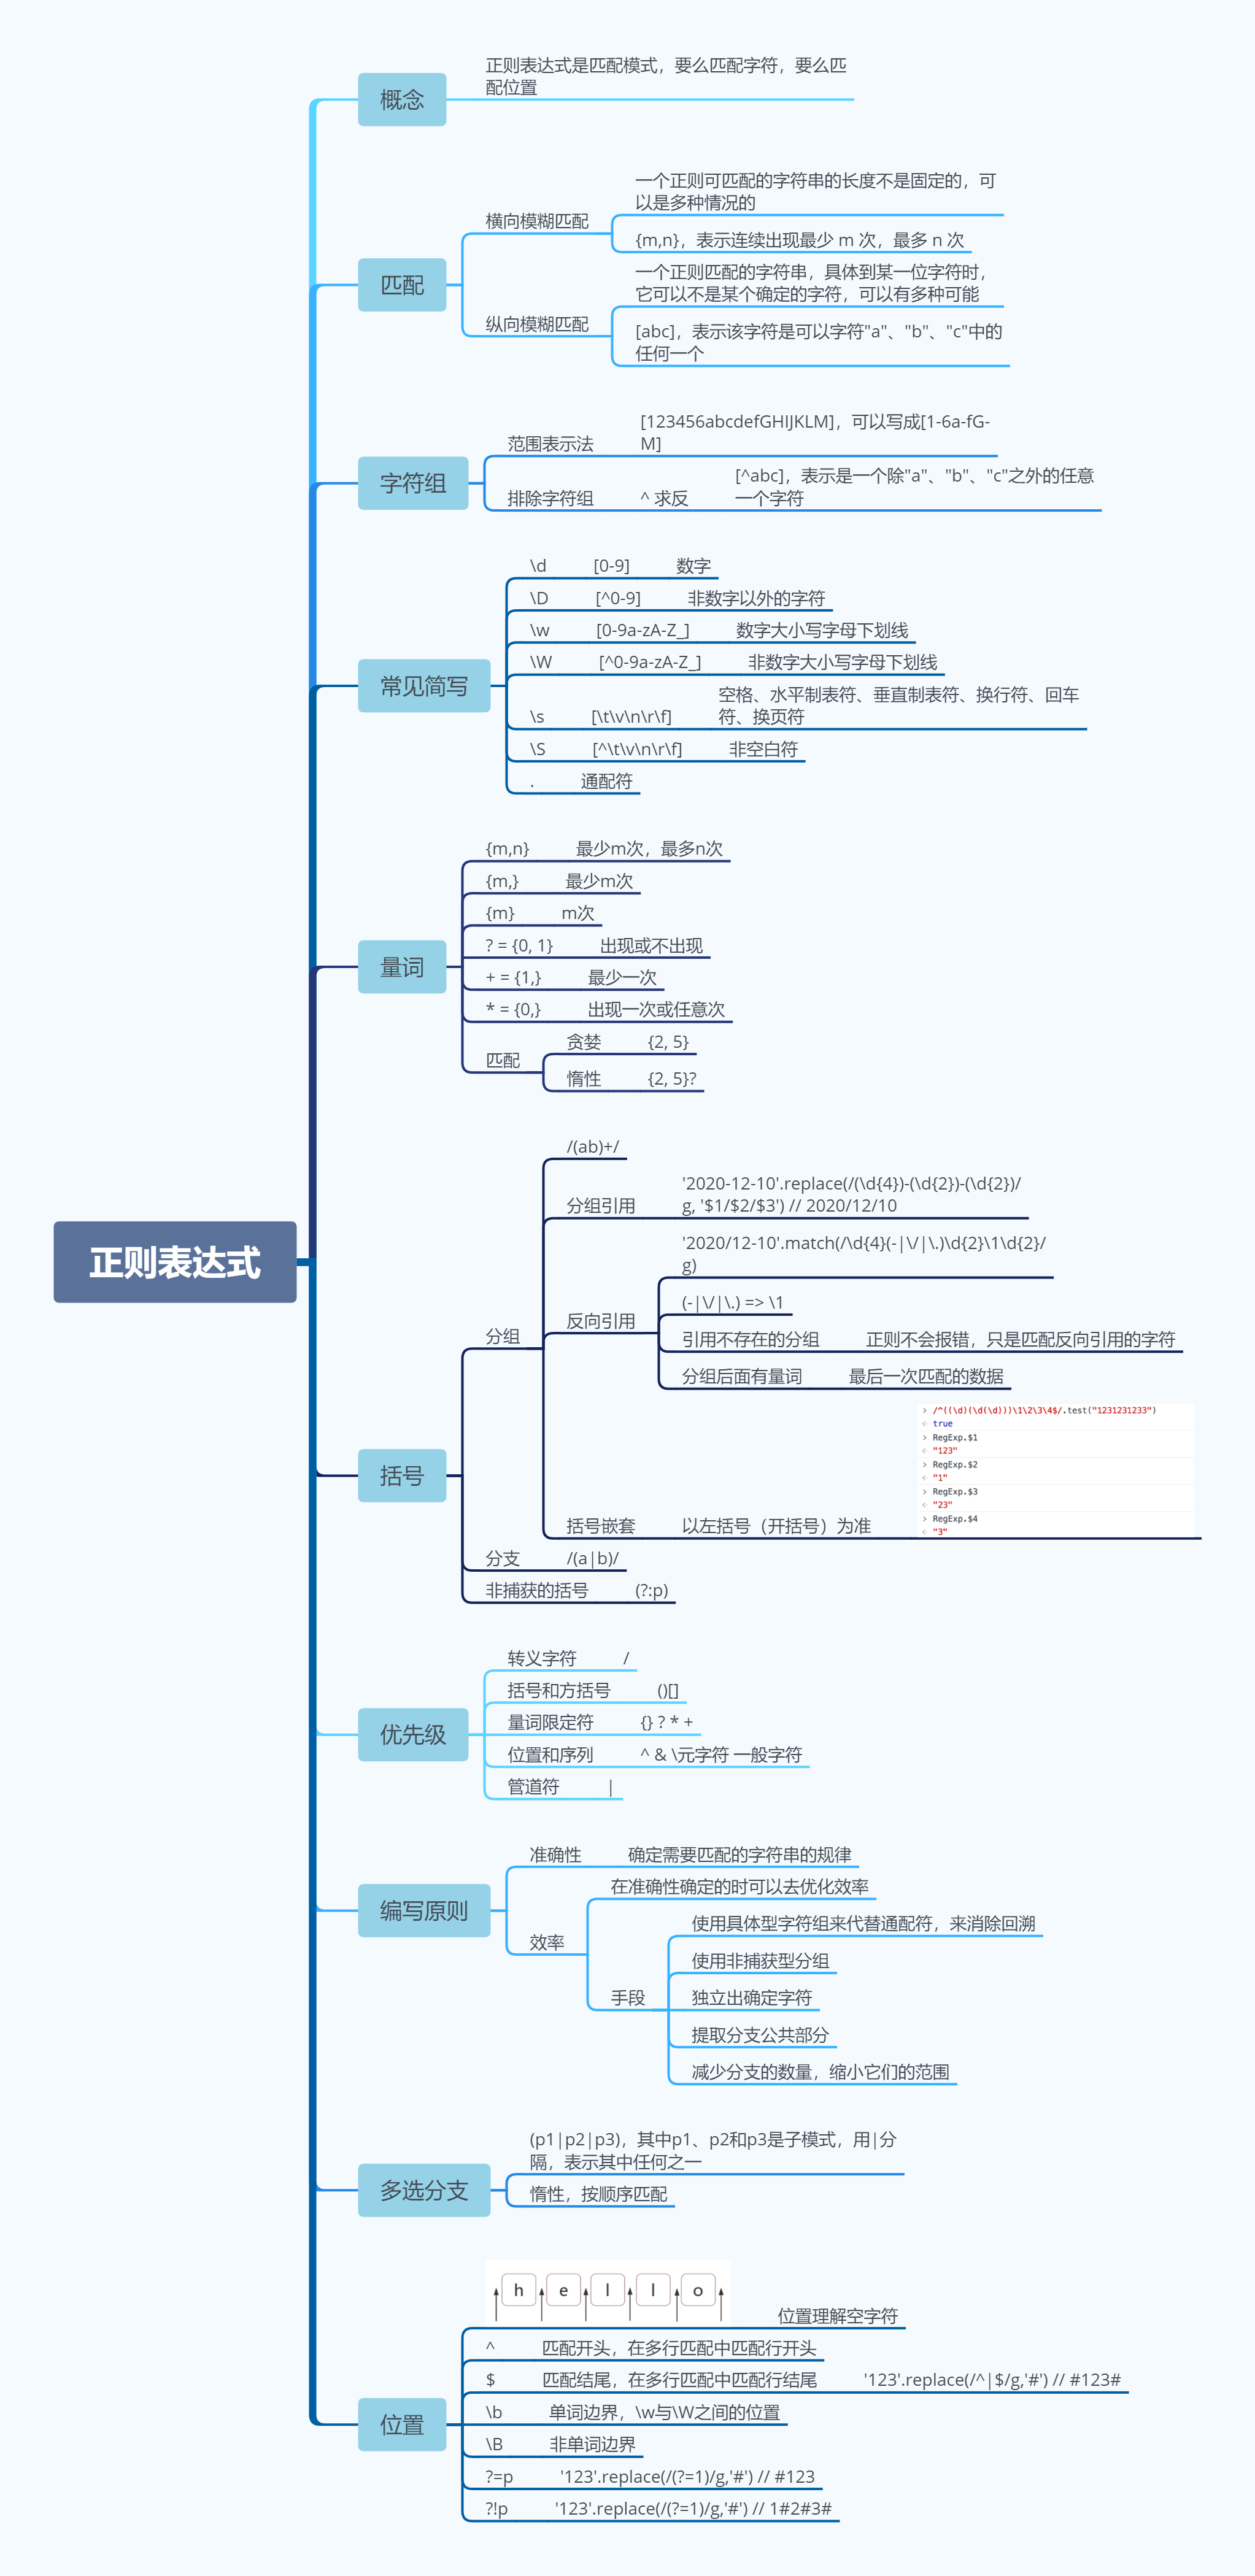 正则表达式
概念
正则表达式是匹配模式，要么匹配字符，要么匹
配位置
匹配
横向模糊匹配
一个正则可匹配的字符串的长度不是固定的，可
以是多种情况的
{m,n}，表示连续出现最少 m 次，最多 n 次
纵向模糊匹配
一个正则匹配的字符串，具体到某一位字符时，
它可以不是某个确定的字符，可以有多种可能
[abc]，表示该字符是可以字符"a"、"b"、"c"中的
任何一个
字符组
范围表示法
[123456abcdefGHIJKLM]，可以写成[1-6a-fG-
M]
排除字符组
^ 求反
[^abc]，表示是一个除"a"、"b"、"c"之外的任意
一个字符
常见简写
\d [0-9] 数字
\D [^0-9] 非数字以外的字符
\w [0-9a-zA-Z_] 数字大小写字母下划线
\W [^0-9a-zA-Z_] 非数字大小写字母下划线
\s [\t\v\n\r\f]
空格、水平制表符、垂直制表符、换行符、回车
符、换页符
\S [^\t\v\n\r\f] 非空白符
. 通配符
量词
{m,n} 最少m次，最多n次
{m,} 最少m次
{m} m次
? = {0, 1} 出现或不出现
+ = {1,} 最少一次
* = {0,} 出现一次或任意次
匹配
贪婪 {2, 5}
惰性 {2, 5}?
括号
分组
/(ab)+/
分组引用
'2020-12-10'.replace(/(\d{4})-(\d{2})-(\d{2})/
g, '$1/$2/$3') // 2020/12/10
反向引用
'2020/12-10'.match(/\d{4}(-|\/|\.)\d{2}\1\d{2}/
g)
(-|\/|\.) => \1
引用不存在的分组 正则不会报错，只是匹配反向引用的字符
分组后面有量词 最后一次匹配的数据
括号嵌套 以左括号（开括号）为准
> /^((\d)(\d(\d)))\1\2\3\4$/.test("1231231233")
< true
> RegExp.$1
< "123"
> RegExp.$2
< "1"
> RegExp.$3
< "23"
> RegExp.$4
< "3"
分支 /(a|b)/
非捕获的括号 (?:p)
优先级
转义字符 /
括号和方括号 ()[]
量词限定符 {} ? * +
位置和序列 ^ & \元字符 一般字符
管道符 |
编写原则
准确性 确定需要匹配的字符串的规律
效率
在准确性确定的时可以去优化效率
手段
使用具体型字符组来代替通配符，来消除回溯
使用非捕获型分组
独立出确定字符
提取分支公共部分
减少分支的数量，缩小它们的范围
多选分支
(p1|p2|p3)，其中p1、p2和p3是子模式，用|分
隔，表示其中任何之一
惰性，按顺序匹配
位置
h e l l o
位置理解空字符
^ 匹配开头，在多行匹配中匹配行开头
$ 匹配结尾，在多行匹配中匹配行结尾 '123'.replace(/^|$/g,'#') // #123#
\b 单词边界，\w与\W之间的位置
\B 非单词边界
?=p '123'.replace(/(?=1)/g,'#') // #123
?!p '123'.replace(/(?=1)/g,'#') // 1#2#3#